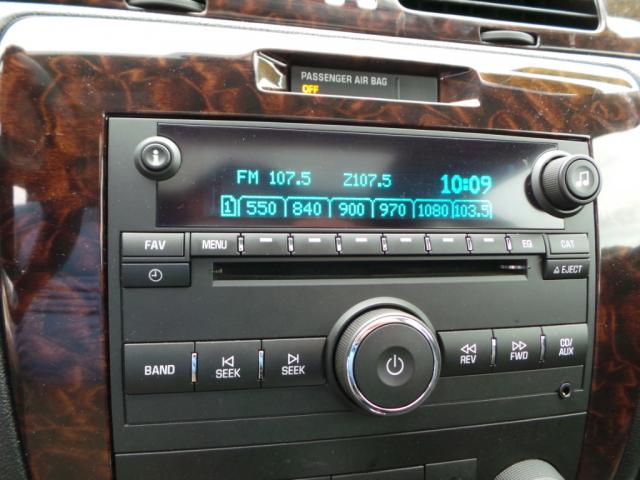 PASSENGER AIR BAG
OFF
FM 107.5 Z107.5 10:09
1 550 840 900 970 1080 103.5
FAV MENU EQ CAT
EJECT
BAND SEEK SEEK REV FWD CD/AUX